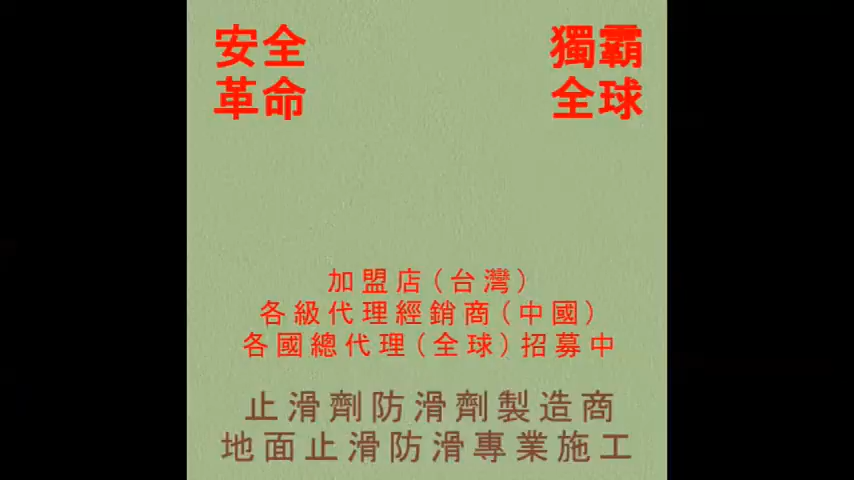 安全
革命
獨霸
全球
加盟店(台灣)
各級代理經銷商(中國)
各國總代理(全球)招募中
止滑劑防滑劑製造商
地面止滑防滑專業施工